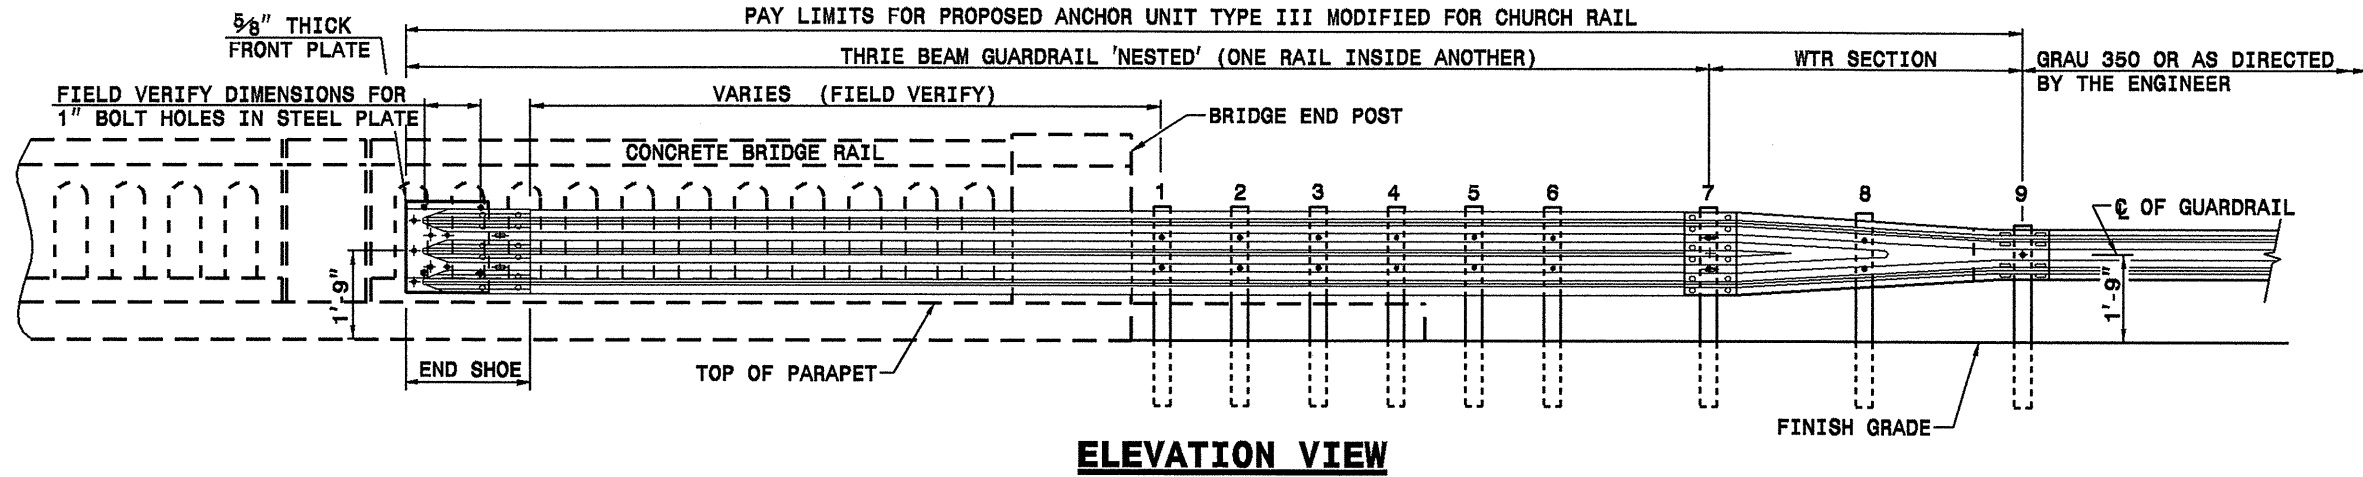 PAY LIMITS FOR PROPOSED ANCHOR UNIT TYPE III MODIFIED FOR CHURCH RAIL
5/8" THICK
FRONT PLATE
THRIE BEAM GUARDRAIL 'NESTED' (ONE RAIL INSIDE ANOTHER)
WTR SECTION
GRAU 350 OR AS DIRECTED
BY THE ENGINEER
FIELD VERIFY DIMENSIONS FOR
1" BOLT HOLES IN STEEL PLATE
VARIES (FIELD VERIFY)
BRIDGE END POST
CONCRETE BRIDGE RAIL
1 2 3 4 5 6 7 8 9
℄ OF GUARDRAIL
1'-9"
1'-9"
END SHOE
TOP OF PARAPET
FINISH GRADE
ELEVATION VIEW